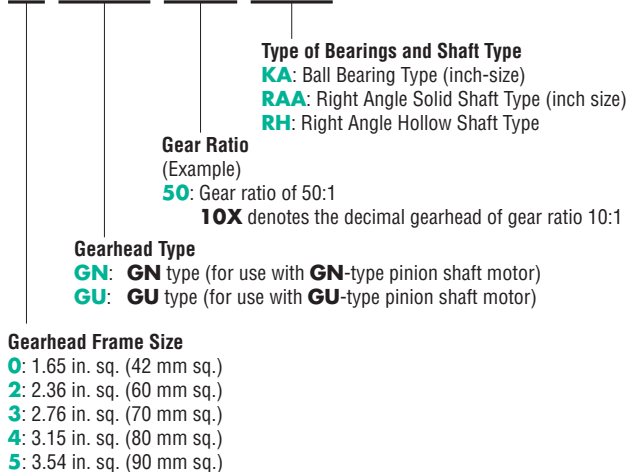 Type of Bearings and Shaft Type
KA: Ball Bearing Type (inch-size)
RAA: Right Angle Solid Shaft Type (inch size)
RH: Right Angle Hollow Shaft Type
Gear Ratio
(Example)
50: Gear ratio of 50:1
10X denotes the decimal gearhead of gear ratio 10:1
Gearhead Type
GN: GN type (for use with GN-type pinion shaft motor)
GU: GU type (for use with GU-type pinion shaft motor)
Gearhead Frame Size
0: 1.65 in. sq. (42 mm sq.)
2: 2.36 in. sq. (60 mm sq.)
3: 2.76 in. sq. (70 mm sq.)
4: 3.15 in. sq. (80 mm sq.)
5: 3.54 in. sq. (90 mm sq.)